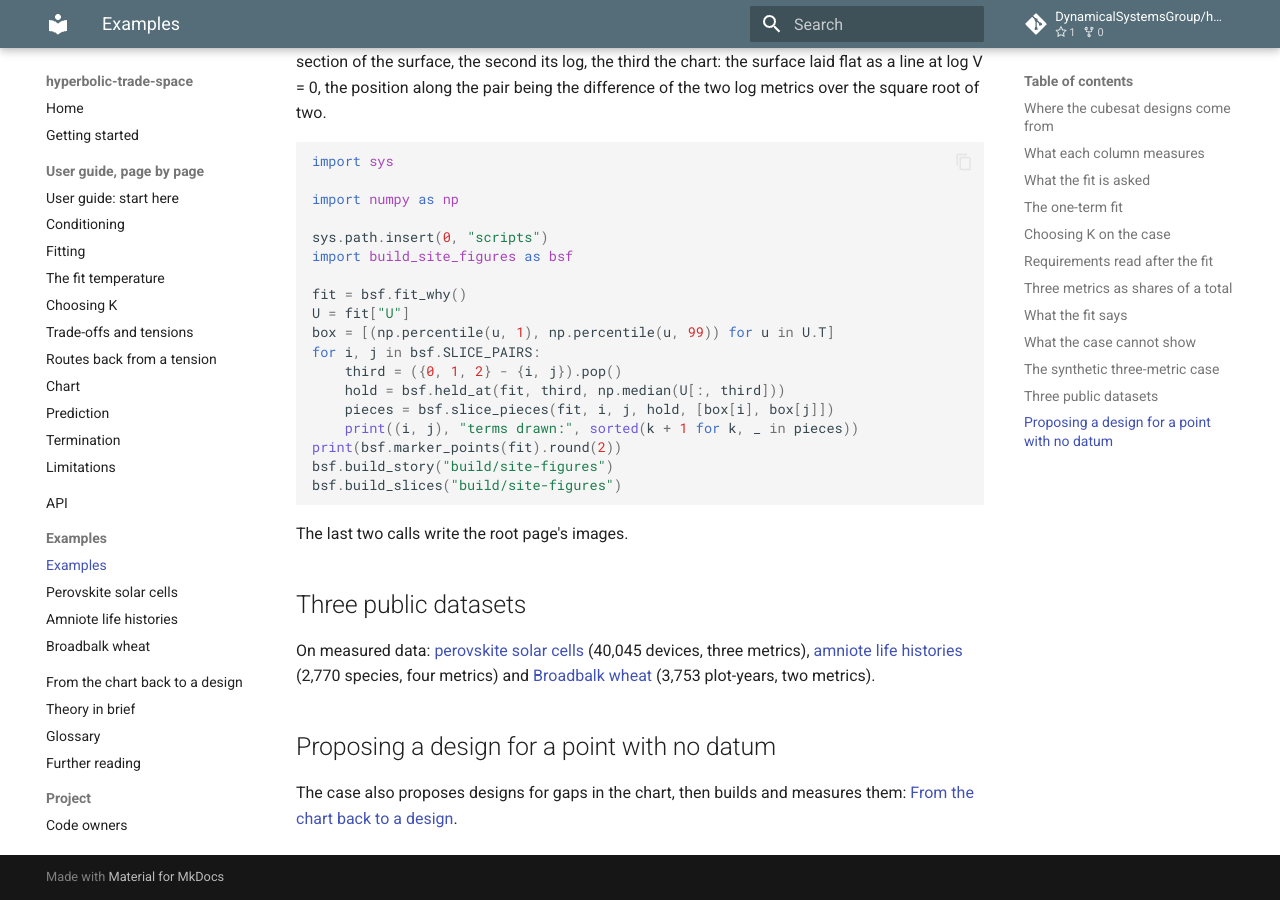 Examples
Search
DynamicalSystemsGroup/h…
1 0
hyperbolic-trade-space
Home
Getting started
User guide, page by page
User guide: start here
Conditioning
Fitting
The fit temperature
Choosing K
Trade-offs and tensions
Routes back from a tension
Chart
Prediction
Termination
Limitations
API
Examples
Examples
Perovskite solar cells
Amniote life histories
Broadbalk wheat
From the chart back to a design
Theory in brief
Glossary
Further reading
Project
Code owners
section of the surface, the second its log, the third the chart: the surface laid flat as a line at log V
= 0, the position along the pair being the difference of the two log metrics over the square root of
two.
import sys
import numpy as np
sys.path.insert(0, "scripts")
import build_site_figures as bsf
fit = bsf.fit_why()
U = fit["U"]
box = [(np.percentile(u, 1), np.percentile(u, 99)) for u in U.T]
for i, j in bsf.SLICE_PAIRS:
    third = ({0, 1, 2} - {i, j}).pop()
    hold = bsf.held_at(fit, third, np.median(U[:, third]))
    pieces = bsf.slice_pieces(fit, i, j, hold, [box[i], box[j]])
    print((i, j), "terms drawn:", sorted(k + 1 for k, _ in pieces))
print(bsf.marker_points(fit).round(2))
bsf.build_story("build/site-figures")
bsf.build_slices("build/site-figures")
The last two calls write the root page's images.
Three public datasets
On measured data: perovskite solar cells (40,045 devices, three metrics), amniote life histories
(2,770 species, four metrics) and Broadbalk wheat (3,753 plot-years, two metrics).
Proposing a design for a point with no datum
The case also proposes designs for gaps in the chart, then builds and measures them: From the
chart back to a design.
Table of contents
Where the cubesat designs come
from
What each column measures
What the fit is asked
The one-term fit
Choosing K on the case
Requirements read after the fit
Three metrics as shares of a total
What the fit says
What the case cannot show
The synthetic three-metric case
Three public datasets
Proposing a design for a point
with no datum
Made with Material for MkDocs